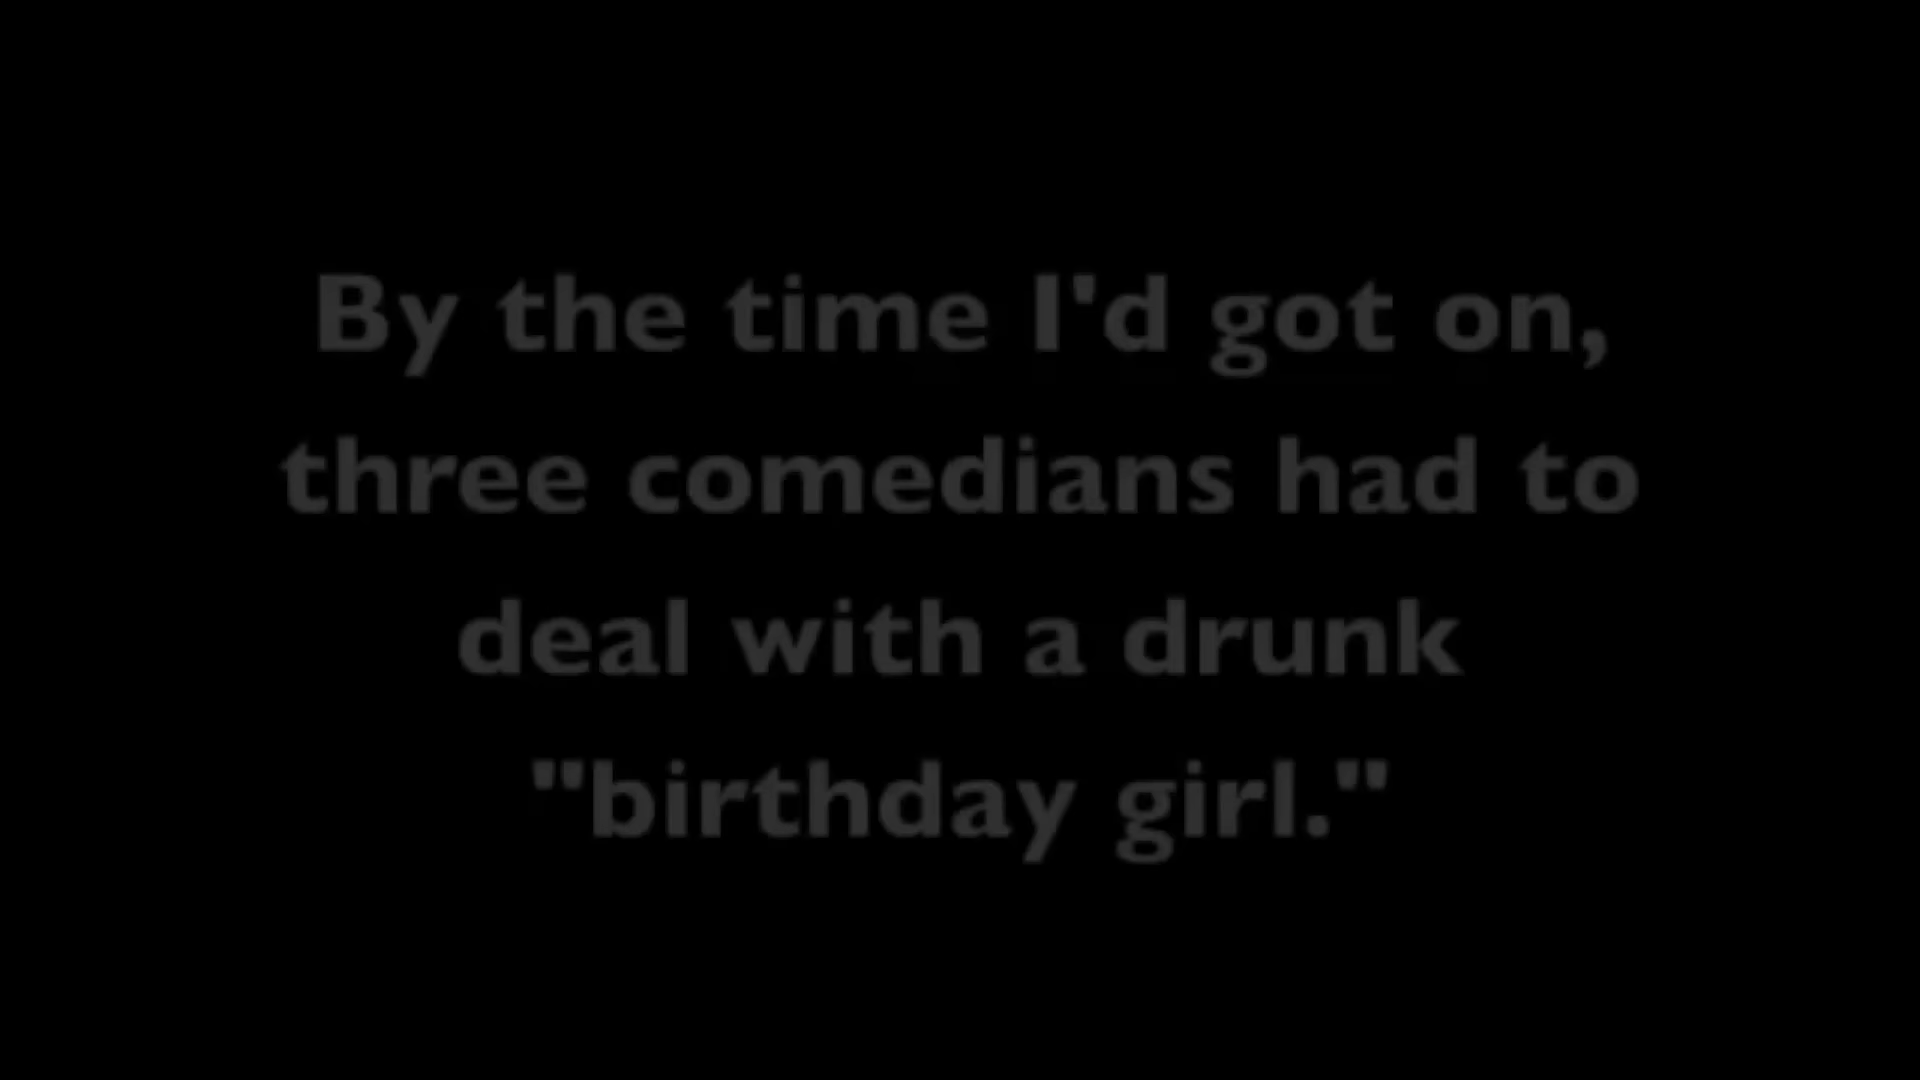 By the time I'd got on,
three comedians had to
deal with a drunk
"birthday girl."